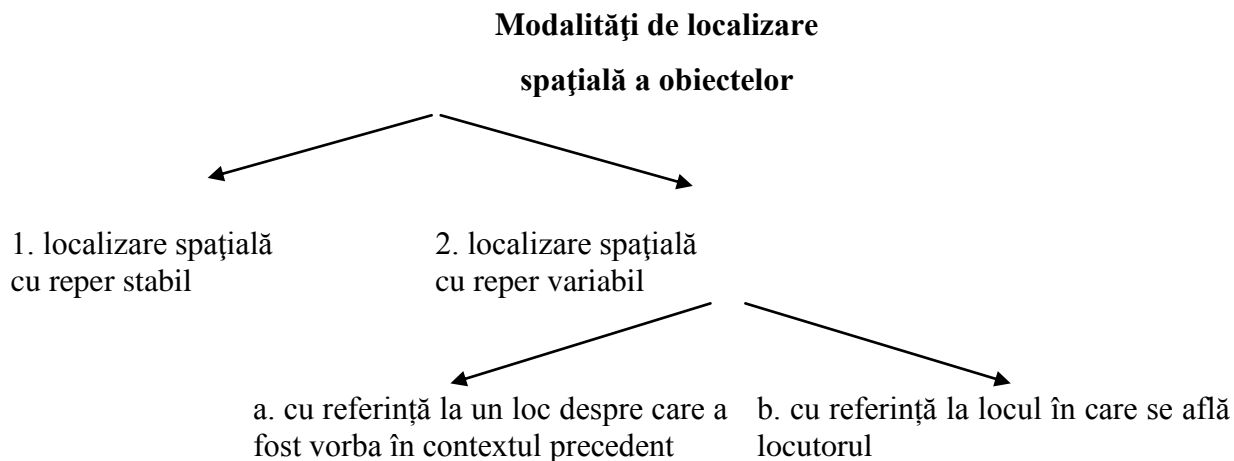 Modalităţi de localizare
spaţială a obiectelor
1. localizare spaţială
cu reper stabil
2. localizare spaţială
cu reper variabil
a. cu referință la un loc despre care a
fost vorba în contextul precedent
b. cu referință la locul în care se află
locutorul